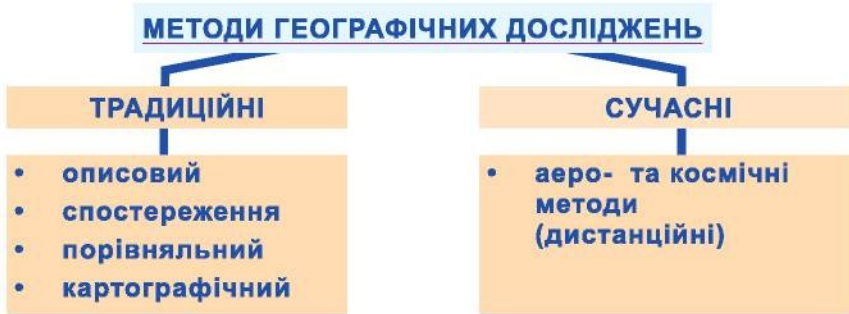 МЕТОДИ ГЕОГРАФІЧНИХ ДОСЛІДЖЕНЬ
ТРАДИЦІЙНІ
• описовий
• спостереження
• порівняльний
• картографічний
СУЧАСНІ
• аеро- та космічні
методи
(дистанційні)